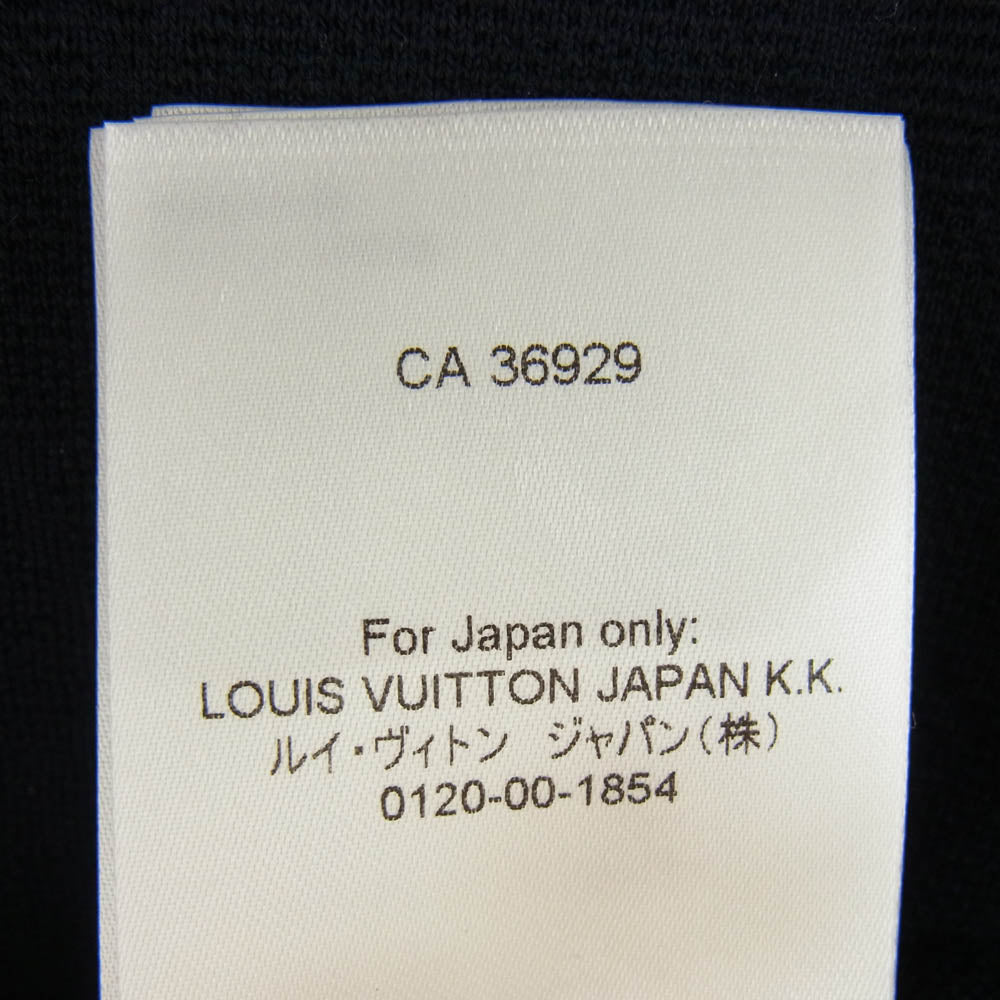 CA 36929
For Japan only:
LOUIS VUITTON JAPAN K.K.
ルイ・ヴィトン　ジャパン（株）
0120-00-1854